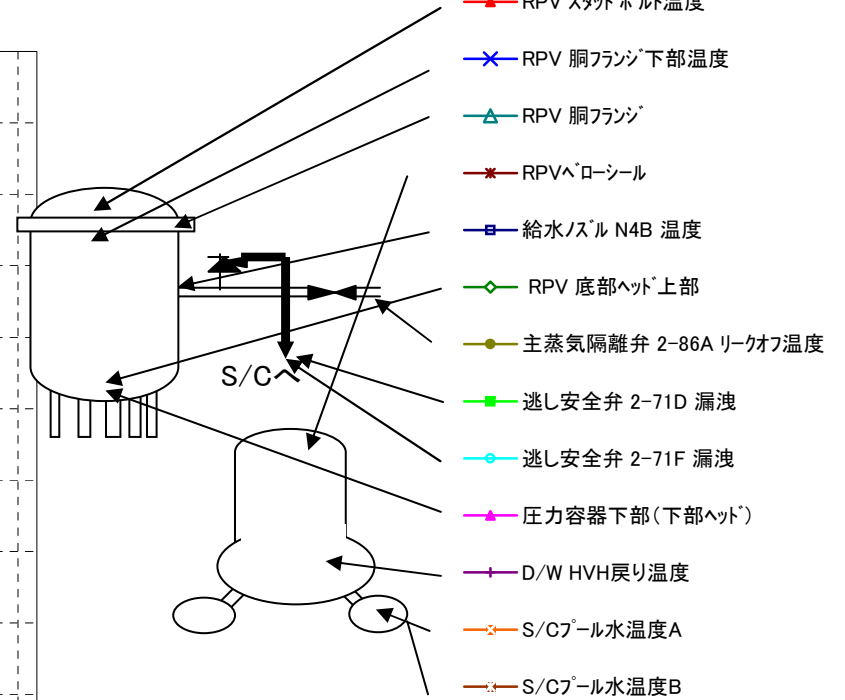 RPV ｽﾀｯﾄﾞﾎﾞﾙﾄ温度
RPV 胴ﾌﾗﾝｼﾞ下部温度
RPV 胴ﾌﾗﾝｼﾞ
RPVﾍﾞﾛｰｼｰﾙ
給水ﾉｽﾞﾙ N4B 温度
RPV 底部ﾍｯﾄﾞ上部
主蒸気隔離弁 2-86A ﾘｰｸｵﾌ温度
S/Cへ
逃し安全弁 2-71D 漏洩
逃し安全弁 2-71F 漏洩
圧力容器下部（下部ﾍｯﾄﾞ）
D/W HVH戻り温度
S/Cﾌﾟｰﾙ水温度A
S/Cﾌﾟｰﾙ水温度B